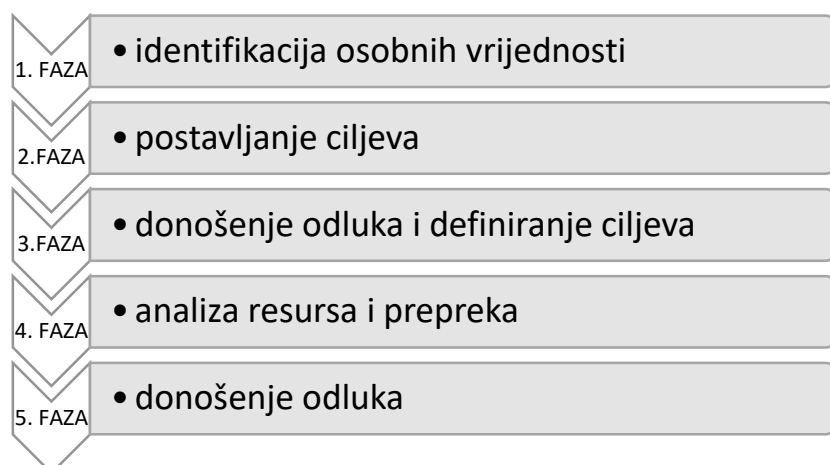 1. FAZA
• identifikacija osobnih vrijednosti
2.FAZA
• postavljanje ciljeva
3.FAZA
• donošenje odluka i definiranje ciljeva
4. FAZA
• analiza resursa i prepreka
5. FAZA
• donošenje odluka